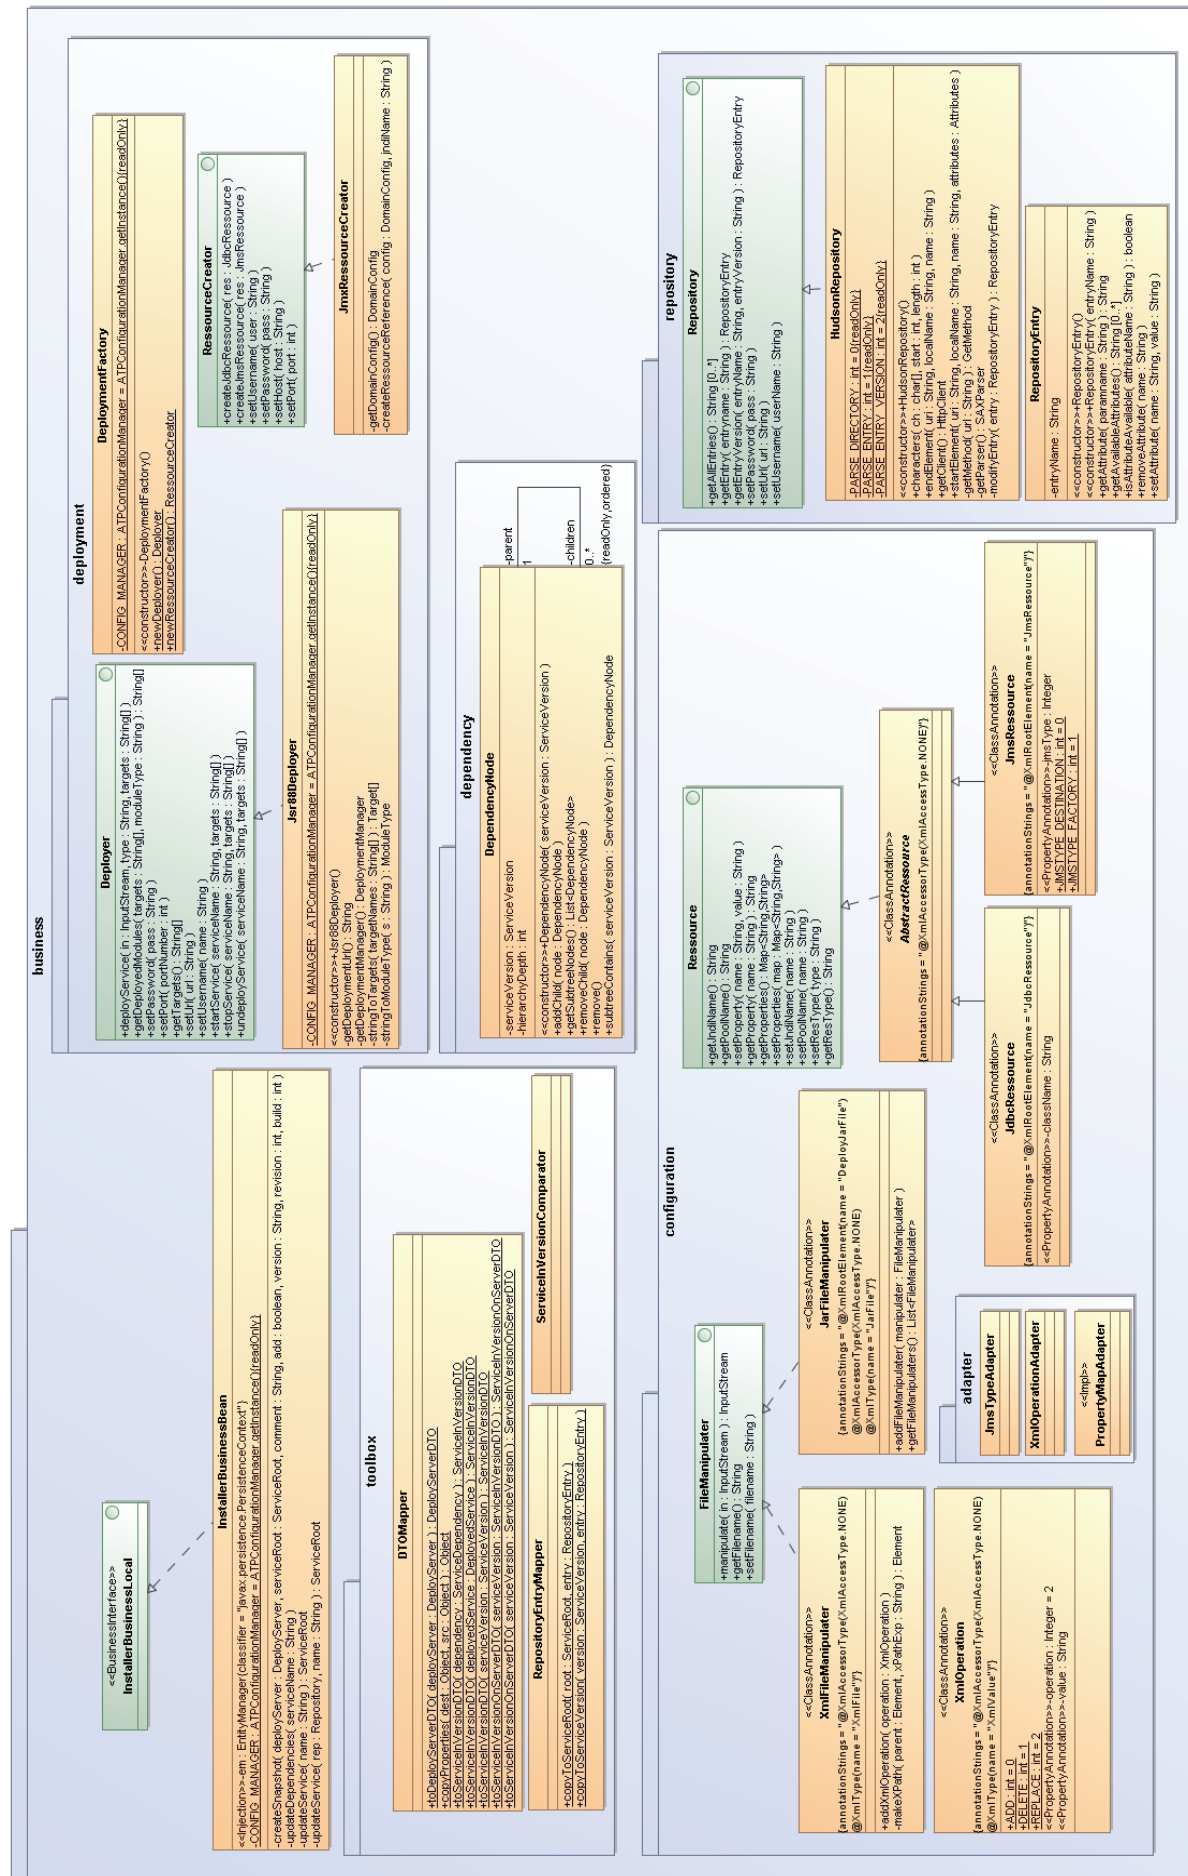 business
<<BusinessInterface>>
InstallerBusinessLocal
InstallerBusinessBean
<<Injection>>-em : EntityManager{classifier = "javax.persistence.PersistenceContext"}
-CONFIG_MANAGER : ATPConfigurationManager = ATPConfigurationManager.getInstance(){readOnly}
-createSnapshot( deployServer : DeployServer, serviceRoot : ServiceRoot, comment : String, add : boolean, version : String, revision : int, build : int )
-updateDependencies( serviceName : String )
-updateService( name : String ) : ServiceRoot
-updateService( rep : Repository, name : String ) : ServiceRoot
deployment
Deployer
+deployService( in : InputStream, type : String, targets : String[] )
+getDeployedModules( targets : String[], moduleType : String ) : String[]
+setPassword( pass : String )
+setPort( portNumber : int )
+getTargets() : String[]
+setUrl( url : String )
+setUsername( name : String )
+startService( serviceName : String, targets : String[] )
+stopService( serviceName : String, targets : String[] )
+undeployService( serviceName : String, targets : String[] )
DeploymentFactory
-CONFIG_MANAGER : ATPConfigurationManager = ATPConfigurationManager.getInstance(){readOnly}
<<constructor>>-DeploymentFactory()
+newDeployer() : Deployer
+newRessourceCreator() : RessourceCreator
RessourceCreator
+createJdbcRessource( res : JdbcRessource )
+createJmsRessource( res : JmsRessource )
+setUsername( user : String )
+setPassword( pass : String )
+setHost( host : String )
+setPort( port : int )
Jsr88Deployer
-CONFIG_MANAGER : ATPConfigurationManager = ATPConfigurationManager.getInstance(){readOnly}
<<constructor>>+Jsr88Deployer()
-getDeploymentUrl() : String
-getDeploymentManager() : DeploymentManager
-stringToTargets( targetNames : String[] ) : Target[]
-stringToModuleType( s : String ) : ModuleType
JmxRessourceCreator
-getDomainConfig() : DomainConfig
-createResourceReference( config : DomainConfig, jndiName : String )
toolbox
DTOMapper
+toDeployServerDTO( deployServer : DeployServer ) : DeployServerDTO
+copyProperties( dest : Object, src : Object ) : Object
+toServiceInVersionDTO( dependency : ServiceDependency ) : ServiceInVersionDTO
+toServiceInVersionDTO( deployedService : DeployedService ) : ServiceInVersionDTO
+toServiceInVersionDTO( serviceVersion : ServiceVersion ) : ServiceInVersionDTO
+toServiceInVersionOnServerDTO( serviceVersion : ServiceInVersionDTO ) : ServiceInVersionOnServerDTO
+toServiceInVersionOnServerDTO( serviceVersion : ServiceVersion ) : ServiceInVersionOnServerDTO
RepositoryEntryMapper
+copyToServiceRoot( root : ServiceRoot, entry : RepositoryEntry )
+copyToServiceVersion( version : ServiceVersion, entry : RepositoryEntry )
ServiceInVersionComparator
dependency
DependencyNode
-serviceVersion : ServiceVersion
-hierarchyDepth : int
<<constructor>>+DependencyNode( serviceVersion : ServiceVersion )
+addChild( node : DependencyNode )
+getSubtreeNodes() : List<DependencyNode>
+removeChild( node : DependencyNode )
+remove()
+subtreeContains( serviceVersion : ServiceVersion ) : DependencyNode
-parent
1
-children
0..*
{readOnly,ordered}
configuration
FileManipulater
+manipulate( in : InputStream ) : InputStream
+getFilename() : String
+setFilename( filename : String )
<<ClassAnnotation>>
XmlFileManipulater
{annotationStrings = "@XmlAccessorType(XmlAccessType.NONE)
@XmlType(name = "XmlFile")"}
+addXmlOperation( operation : XmlOperation )
-makeXPath( parent : Element, xPathExp : String ) : Element
<<ClassAnnotation>>
JarFileManipulater
{annotationStrings = "@XmlRootElement(name = "DeployJarFile")
@XmlAccessorType(XmlAccessType.NONE)
@XmlType(name = "JarFile")"}
+addFileManipulater( manipulater : FileManipulater )
+getFileManipulaters() : List<FileManipulater>
<<ClassAnnotation>>
XmlOperation
{annotationStrings = "@XmlAccessorType(XmlAccessType.NONE)
@XmlType(name = "XmlValue")"}
+ADD : int = 0
+DELETE : int = 1
+REPLACE : int = 2
<<PropertyAnnotation>>-operation : Integer = 2
<<PropertyAnnotation>>-value : String
adapter
JmsTypeAdapter
XmlOperationAdapter
<<Impl>>
PropertyMapAdapter
Ressource
+getJndiName() : String
+getPoolName() : String
+setProperty( name : String, value : String )
+getProperty( name : String ) : String
+getProperties() : Map<String,String>
+setProperties( map : Map<String,String> )
+setJndiName( name : String )
+setPoolName( name : String )
+setResType( type : String )
+getResType() : String
<<ClassAnnotation>>
AbstractRessource
{annotationStrings = "@XmlAccessorType(XmlAccessType.NONE)"}
<<ClassAnnotation>>
JdbcRessource
{annotationStrings = "@XmlRootElement(name = "JdbcRessource")"}
<<PropertyAnnotation>>-className : String
<<ClassAnnotation>>
JmsRessource
{annotationStrings = "@XmlRootElement(name = "JmsRessource")"}
<<PropertyAnnotation>>-jmsType : Integer
+JMSTYPE_DESTINATION : int = 0
+JMSTYPE_FACTORY : int = 1
repository
Repository
+getAllEntries() : String [0..*]
+getEntry( entryname : String ) : RepositoryEntry
+getEntryVersion( entryName : String, entryVersion : String ) : RepositoryEntry
+setPassword( pass : String )
+setUrl( url : String )
+setUsername( userName : String )
HudsonRepository
-PARSE_DIRECTORY : int = 0{readOnly}
-PARSE_ENTRY : int = 1{readOnly}
-PARSE_ENTRY_VERSION : int = 2{readOnly}
<<constructor>>+HudsonRepository()
+characters( ch : char[], start : int, length : int )
+endElement( uri : String, localName : String, name : String )
-getClient() : HttpClient
+startElement( uri : String, localName : String, name : String, attributes : Attributes )
-getMethod( url : String ) : GetMethod
-getParser() : SAXParser
-modifyEntry( entry : RepositoryEntry ) : RepositoryEntry
RepositoryEntry
-entryName : String
<<constructor>>+RepositoryEntry()
<<constructor>>+RepositoryEntry( entryName : String )
+getAttribute( paramname : String ) : String
+getAvailableAttributes() : String [0..*]
+isAttributeAvailable( attributeName : String ) : boolean
+removeAttribute( name : String )
+setAttribute( name : String, value : String )